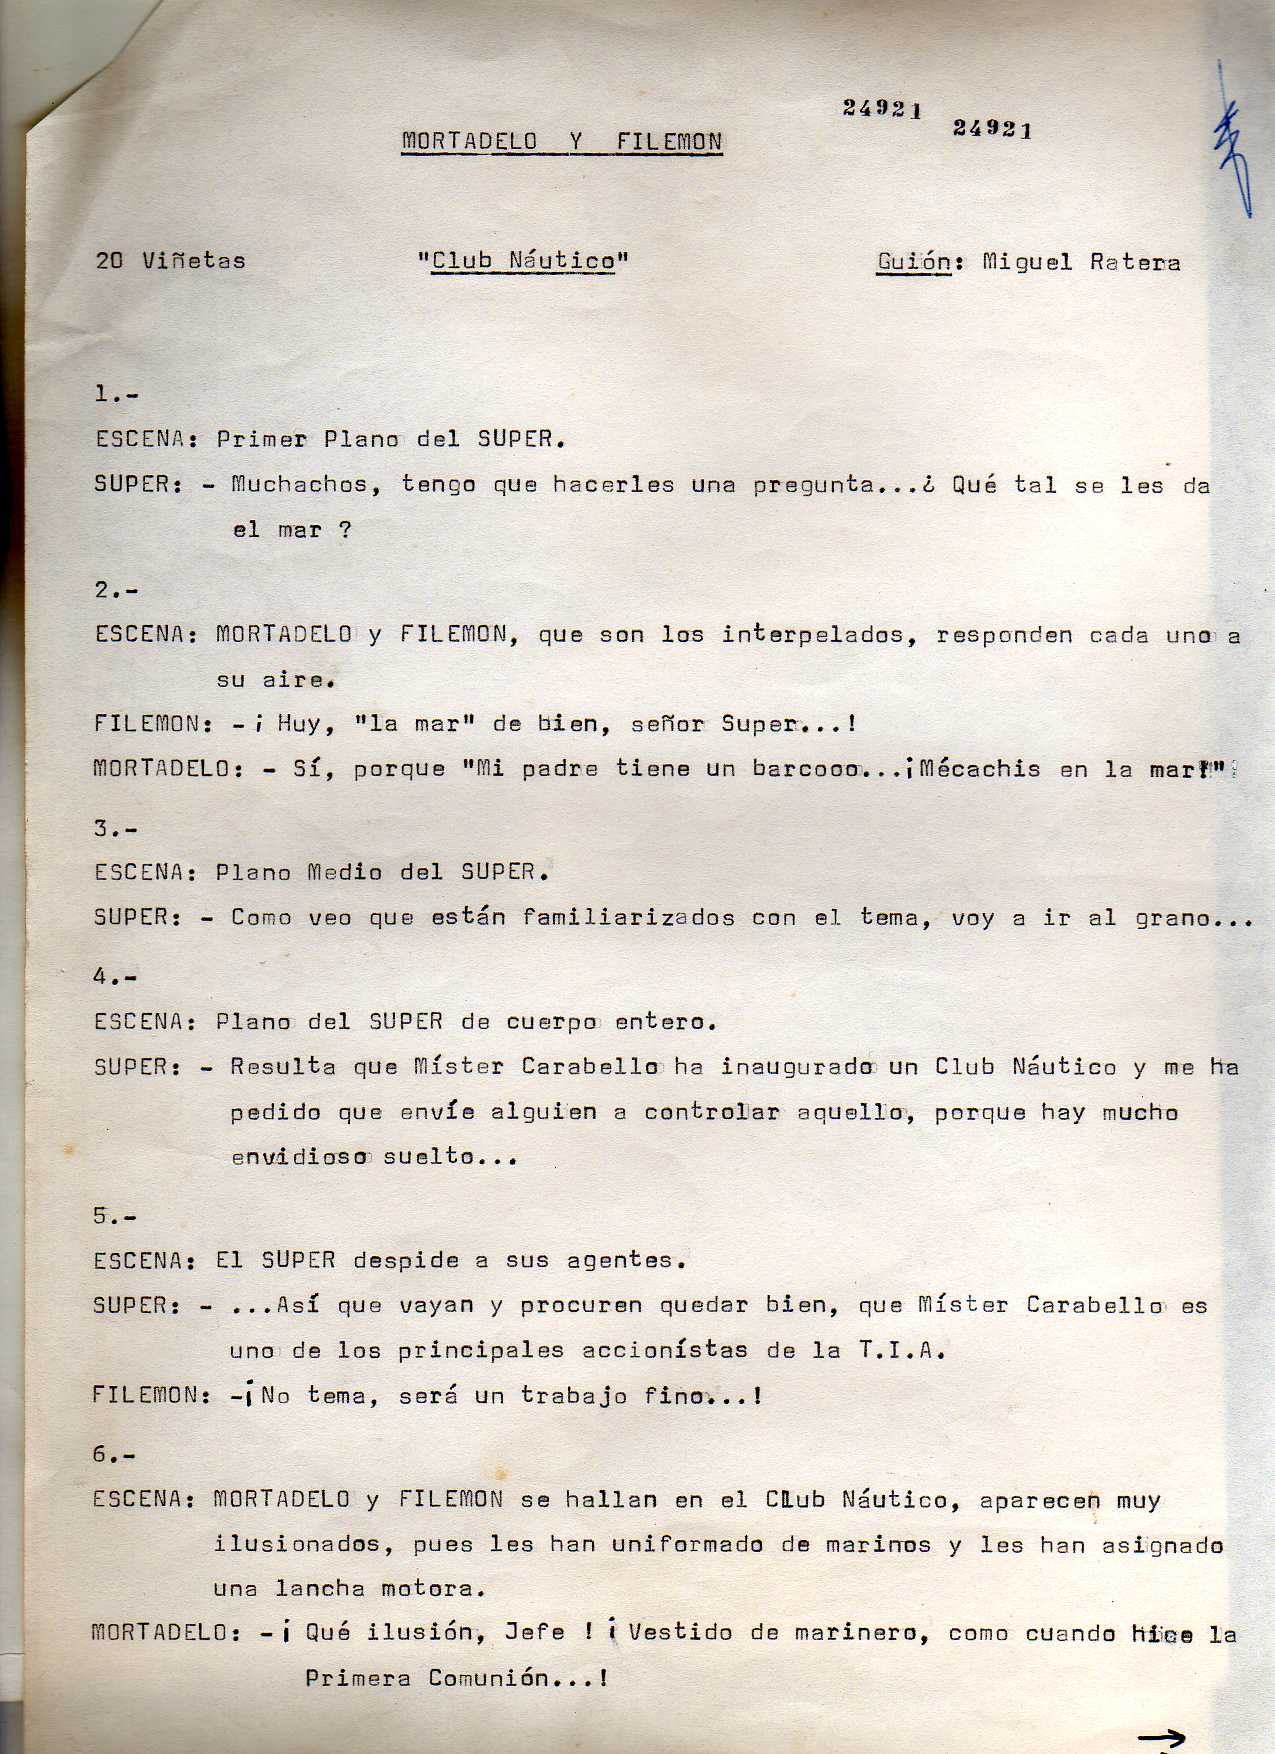 24921
24921
MORTADELO Y FILEMON
20 Viñetas "Club Náutico" Guión: Miguel Ratera
1.-
ESCENA: Primer Plano del SUPER.
SUPER: - Muchachos, tengo que hacerles una pregunta...¿ Qué tal se les da
el mar ?
2.-
ESCENA: MORTADELO y FILEMON, que son los interpelados, responden cada uno a
su aire.
FILEMON: -¡ Huy, "la mar" de bien, señor Super...!
MORTADELO: - Sí, porque "Mi padre tiene un barcooo...¡Mécachis en la mar!"
3.-
ESCENA: Plano Medio del SUPER.
SUPER: - Como veo que están familiarizados con el tema, voy a ir al grano...
4.-
ESCENA: Plano del SUPER de cuerpo entero.
SUPER: - Resulta que Míster Carabello ha inaugurado un Club Náutico y me ha
pedido que envíe alguien a controlar aquello, porque hay mucho
envidioso suelto...
5.-
ESCENA: El SUPER despide a sus agentes.
SUPER: - ...Así que vayan y procuren quedar bien, que Míster Carabello es
uno de los principales accionístas de la T.I.A.
FILEMON: -¡No tema, será un trabajo fino...!
6.-
ESCENA: MORTADELO y FILEMON se hallan en el Club Náutico, aparecen muy
ilusionados, pues les han uniformado de marinos y les han asignado
una lancha motora.
MORTADELO: -¡ Qué ilusión, Jefe ! ¡ Vestido de marinero, como cuando hice la
Primera Comunión...!
→